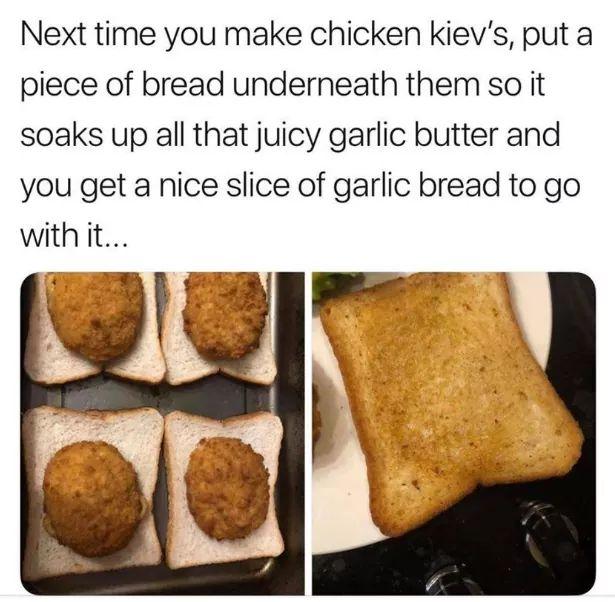 Next time you make chicken kiev's, put a
piece of bread underneath them so it
soaks up all that juicy garlic butter and
you get a nice slice of garlic bread to go
with it...